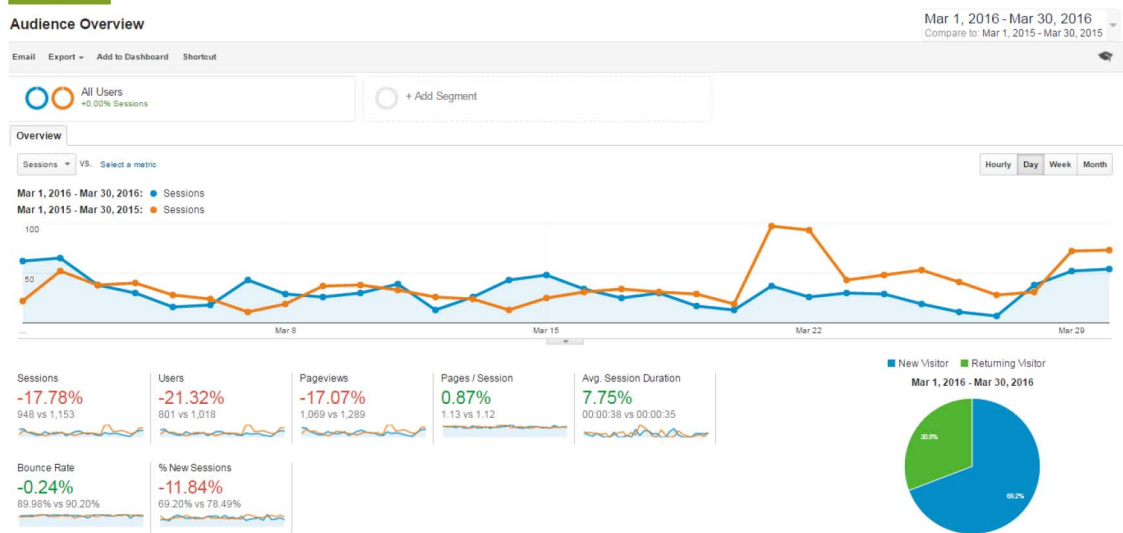 Audience Overview
Mar 1, 2016 - Mar 30, 2016
Compare to: Mar 1, 2015 - Mar 30, 2015
Email Export Add to Dashboard Shortcut
All Users
+0.00% Sessions
+ Add Segment
Overview
Sessions VS. Select a metric
Hourly Day Week Month
Mar 1, 2016 - Mar 30, 2016: Sessions
Mar 1, 2015 - Mar 30, 2015: Sessions
100
50
... Mar 8 Mar 15 Mar 22 Mar 29
New Visitor Returning Visitor
Mar 1, 2016 - Mar 30, 2016
30.8%
69.2%
Sessions
-17.78%
948 vs 1,153
Users
-21.32%
801 vs 1,018
Pageviews
-17.07%
1,069 vs 1,289
Pages / Session
0.87%
1.13 vs 1.12
Avg. Session Duration
7.75%
00:00:38 vs 00:00:35
Bounce Rate
-0.24%
89.98% vs 90.20%
% New Sessions
-11.84%
69.20% vs 78.49%